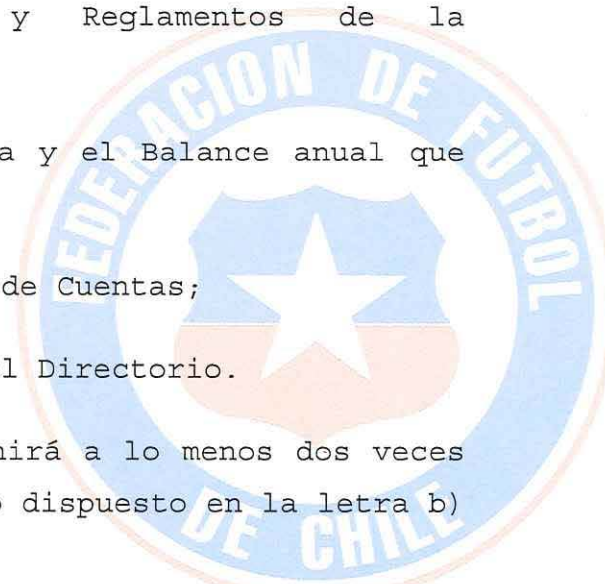 y Reglamentos de la
a y el Balance anual que
de Cuentas;
l Directorio.
nirá a lo menos dos veces
o dispuesto en la letra b)
FEDERACION DE FUTBOL
DE CHILE